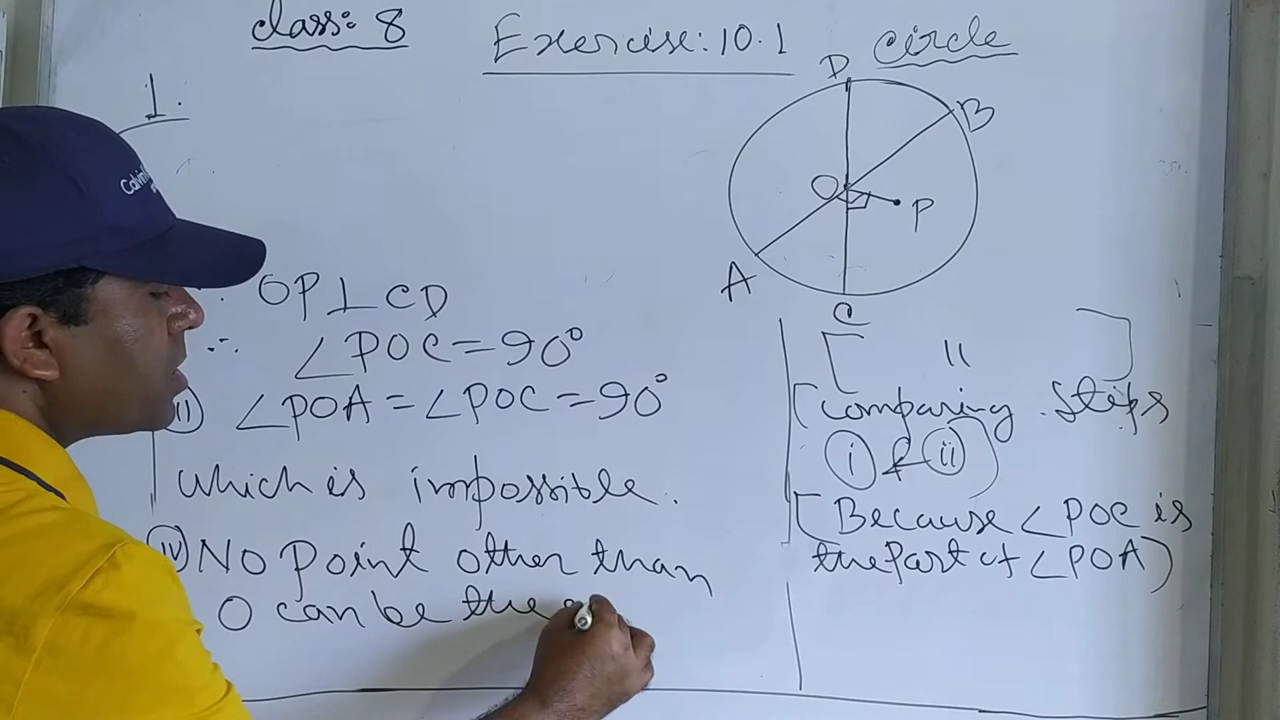 class: 8
Exercise: 10.1
circle
1.
D
B
O
P
A
C
∵ OP⊥CD
∴ ∠POC=90°
ii) ∠POA=∠POC=90°
which is impossible.
iv) No point other than
O can be the
[ " ]
[comparing steps
(i) & (ii))
[Because ∠POC is
the Part of ∠POA)
Calvin